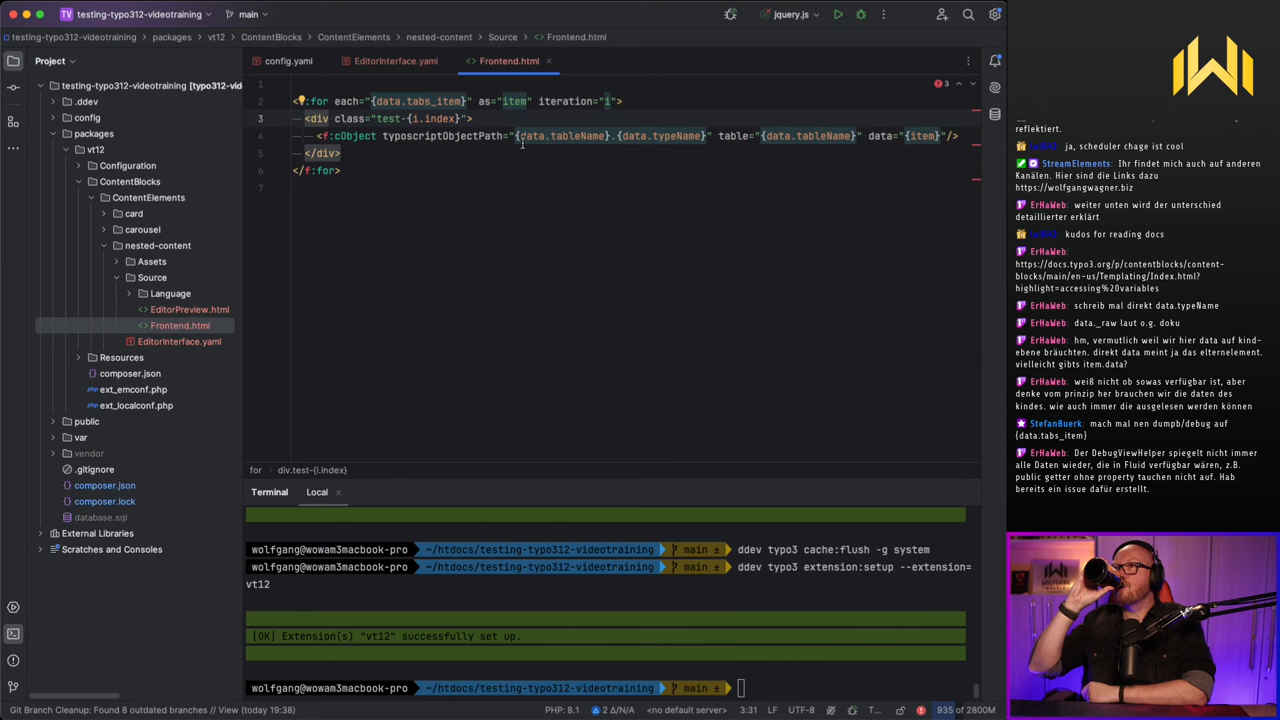 TV testing-typo312-videotraining main jquery.js
testing-typo312-videotraining packages vt12 ContentBlocks ContentElements nested-content Source Frontend.html
Project
config.yaml
EditorInterface.yaml
Frontend.html
testing-typo312-videotraining [typo312-vid
.ddev
config
packages
vt12
Configuration
ContentBlocks
ContentElements
card
carousel
nested-content
Assets
Source
Language
EditorPreview.html
Frontend.html
EditorInterface.yaml
Resources
composer.json
ext_emconf.php
ext_localconf.php
public
var
vendor
.gitignore
composer.json
composer.lock
database.sql
External Libraries
Scratches and Consoles
1
3
2 :for each="{data.tabs_item}" as="item" iteration="i">
3 <div class="test-{i.index}">
4 <f:cObject typoscriptObjectPath="{data.tableName}.{data.typeName}" table="{data.tableName}" data="{item}"/>
5 </div>
6 </f:for>
7
for div.test-{i.index}
Terminal Local
wolfgang@wowam3macbook-pro ~/htdocs/testing-typo312-videotraining main ± ddev typo3 cache:flush -g system
wolfgang@wowam3macbook-pro ~/htdocs/testing-typo312-videotraining main ± ddev typo3 extension:setup --extension=
vt12
[OK] Extension(s) "vt12" successfully set up.
wolfgang@wowam3macbook-pro ~/htdocs/testing-typo312-videotraining main ±
Git Branch Cleanup: Found 8 outdated branches // View (today 19:38)
PHP: 8.1 2 Δ/N/A <no default server> 3:31 LF UTF-8 935 of 2800M
reflektiert.
ja, scheduler chage ist cool
StreamElements: Ihr findet mich auch auf anderen
Kanälen. Hier sind die Links dazu
https://wolfgangwagner.biz
ErHaWeb: weiter unten wird der unterschied
detaillierter erklärt
kudos for reading docs
ErHaWeb:
https://docs.typo3.org/p/contentblocks/content-
blocks/main/en-us/Templating/Index.html?
highlight=accessing%20variables
ErHaWeb: schreib mal direkt data.typeName
ErHaWeb: data._raw laut o.g. doku
ErHaWeb: hm, vermutlich weil wir hier data auf kind-
ebene bräuchten. direkt data meint ja das elternelement.
vielleicht gibts item.data?
ErHaWeb: weiß nicht ob sowas verfügbar ist, aber
denke vom prinzip her brauchen wir die daten des
kindes. wie auch immer die ausgelesen werden können
StefanBuerk: mach mal nen dumpb/debug auf
{data.tabs_item}
ErHaWeb: Der DebugViewHelper spiegelt nicht immer
alle Daten wieder, die in Fluid verfügbar wären, z.B.
public getter ohne property tauchen nicht auf. Hab
bereits ein issue dafür erstellt.